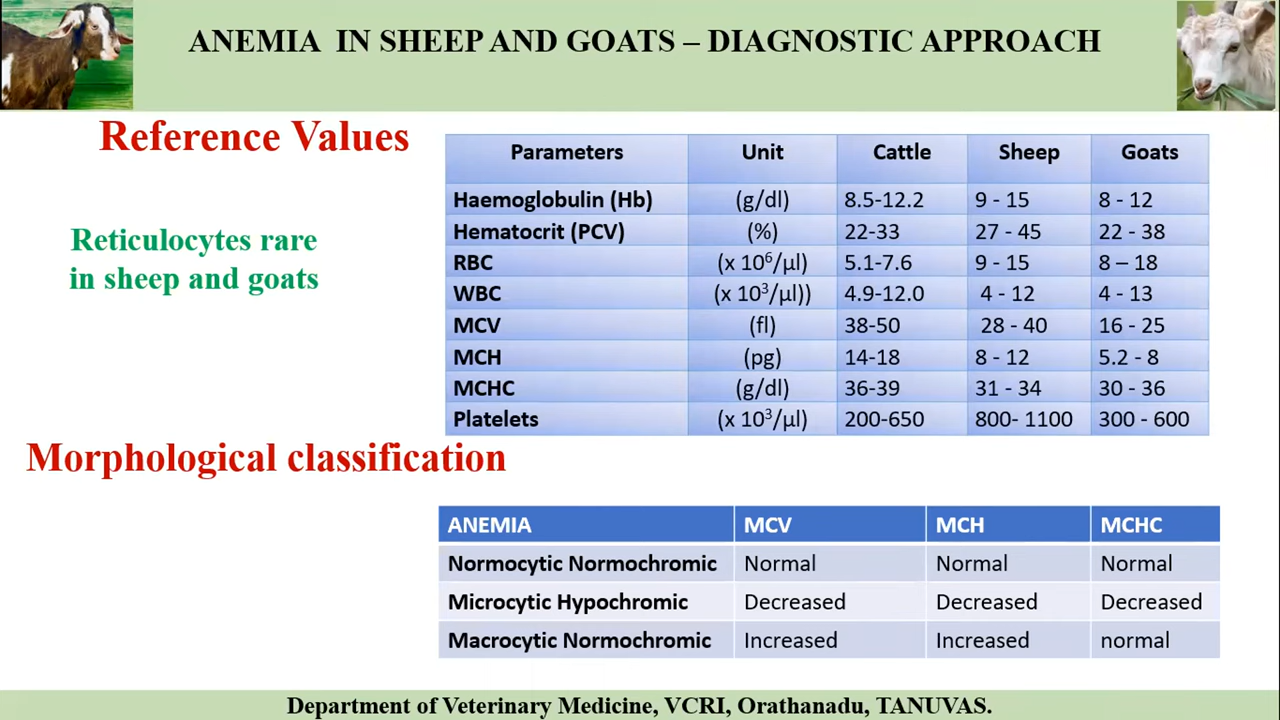 ANEMIA IN SHEEP AND GOATS – DIAGNOSTIC APPROACH
Reference Values
Reticulocytes rare
in sheep and goats
Parameters Unit Cattle Sheep Goats
Haemoglobulin (Hb) (g/dl) 8.5-12.2 9 - 15 8 - 12
Hematocrit (PCV) (%) 22-33 27 - 45 22 - 38
RBC (x 10⁶/µl) 5.1-7.6 9 - 15 8 – 18
WBC (x 10³/µl)) 4.9-12.0 4 - 12 4 - 13
MCV (fl) 38-50 28 - 40 16 - 25
MCH (pg) 14-18 8 - 12 5.2 - 8
MCHC (g/dl) 36-39 31 - 34 30 - 36
Platelets (x 10³/µl) 200-650 800- 1100 300 - 600
Morphological classification
ANEMIA MCV MCH MCHC
Normocytic Normochromic Normal Normal Normal
Microcytic Hypochromic Decreased Decreased Decreased
Macrocytic Normochromic Increased Increased normal
Department of Veterinary Medicine, VCRI, Orathanadu, TANUVAS.